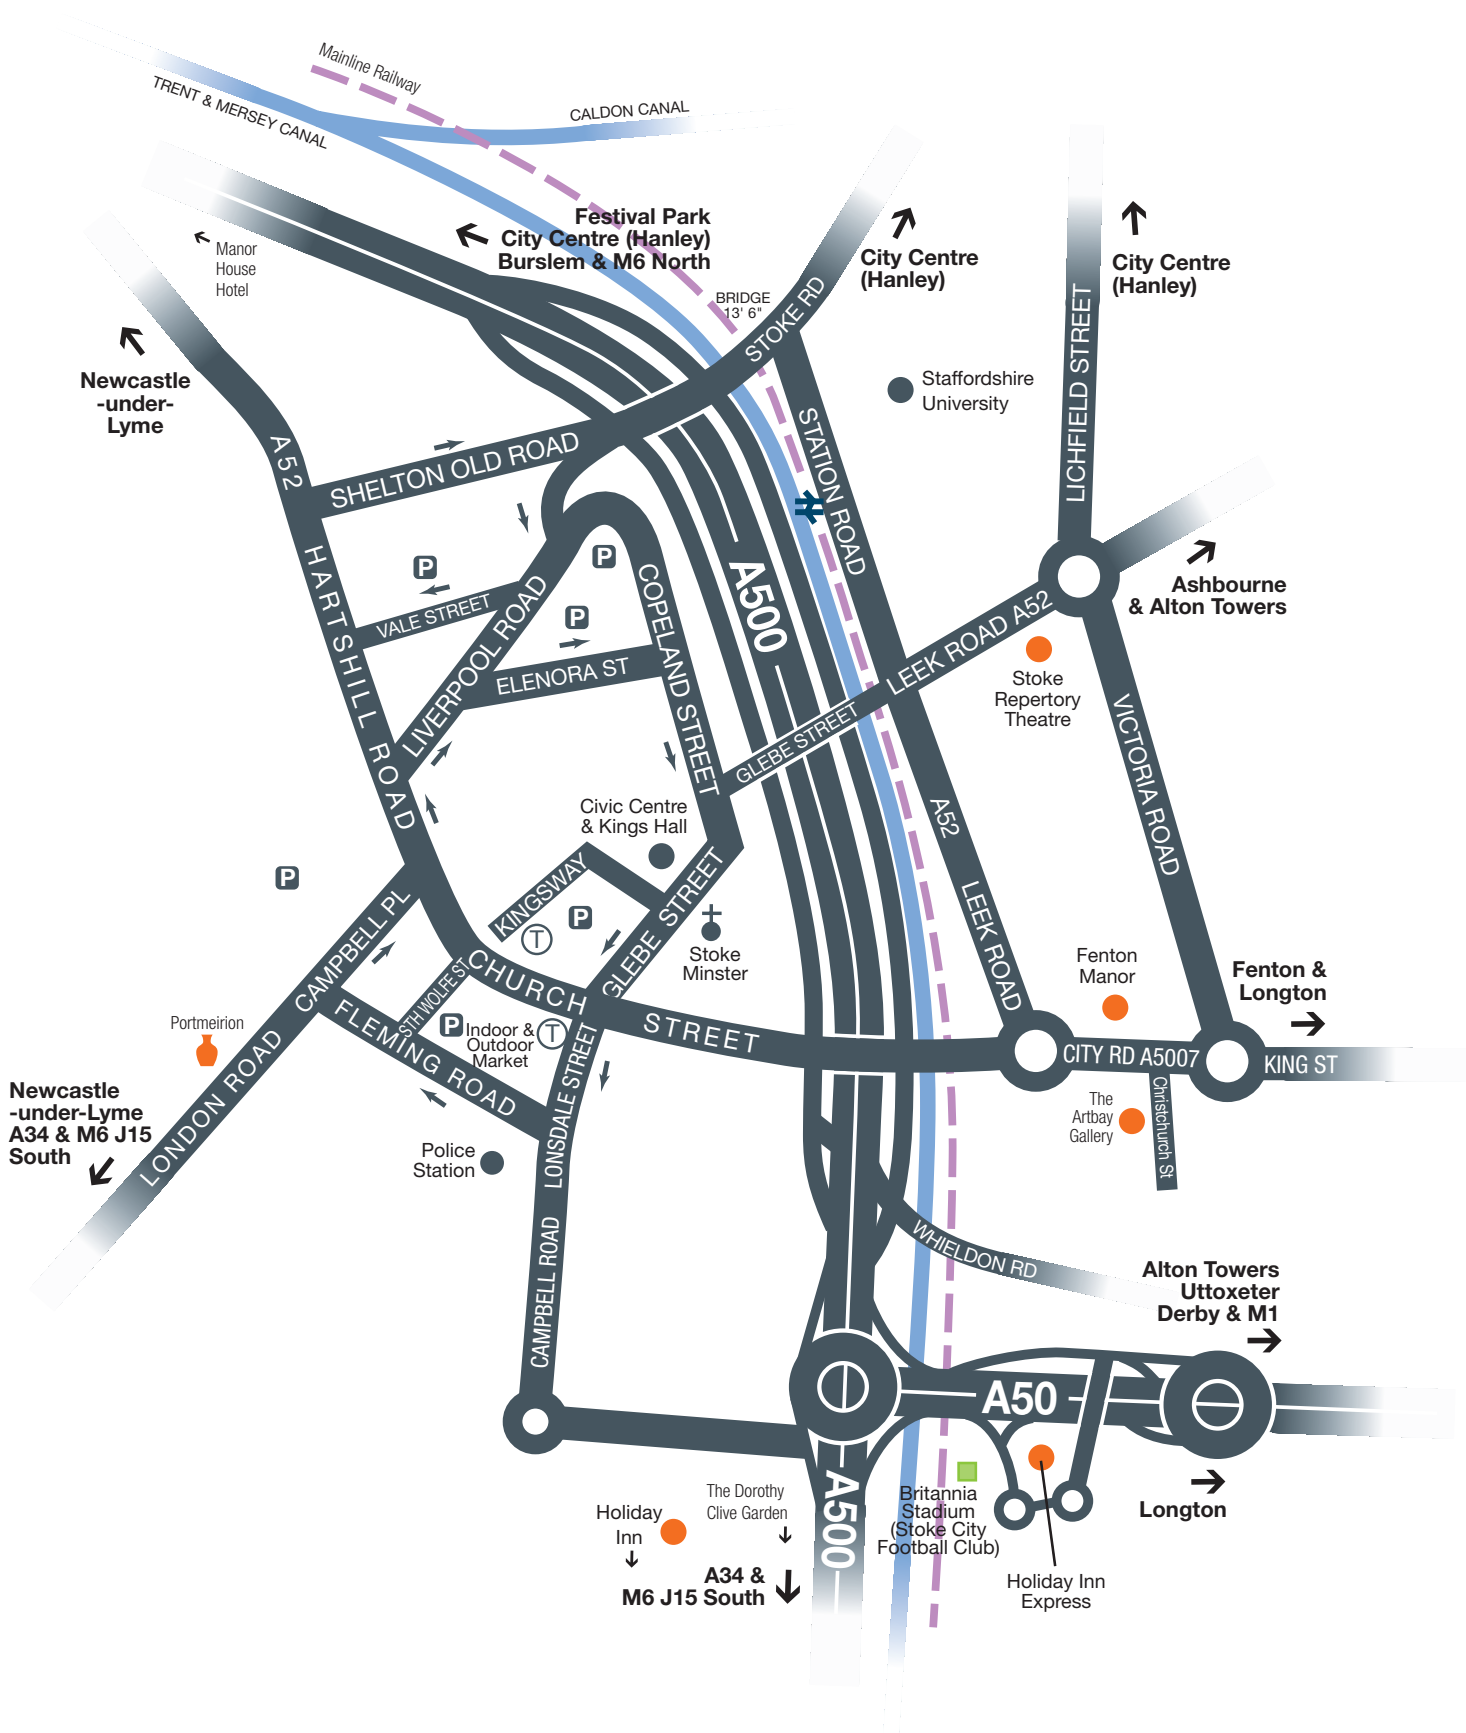 Mainline Railway
TRENT & MERSEY CANAL
CALDON CANAL
Festival Park
City Centre (Hanley)
Burslem & M6 North
Manor
House
Hotel
BRIDGE
13' 6"
STOKE RD
City Centre
(Hanley)
City Centre
(Hanley)
LICHFIELD STREET
Newcastle
-under-
Lyme
A52
SHELTON OLD ROAD
STATION ROAD
Staffordshire
University
Ashbourne
& Alton Towers
HARTSHILL ROAD
P
P
P
VALE STREET
LIVERPOOL ROAD
ELENORA ST
COPELAND STREET
A500
GLEBE STREET
LEEK ROAD A52
Stoke
Repertory
Theatre
VICTORIA ROAD
A52
LEEK ROAD
Civic Centre
& Kings Hall
P
KINGSWAY
P
T
GLEBE STREET
Stoke
Minster
CAMPBELL PL
CHURCH STREET
STH WOLFE ST
FLEMING ROAD
P
Indoor &
Outdoor
Market
T
Fenton
Manor
Fenton &
Longton
CITY RD A5007
KING ST
Christchurch St
The
Artbay
Gallery
Portmeirion
LONDON ROAD
Newcastle
-under-Lyme
A34 & M6 J15
South
Police
Station
LONSDALE STREET
CAMPBELL ROAD
WHIELDON RD
Alton Towers
Uttoxeter
Derby & M1
A50
A500
Longton
Britannia
Stadium
(Stoke City
Football Club)
Holiday Inn
Express
The Dorothy
Clive Garden
Holiday
Inn
A34 &
M6 J15 South